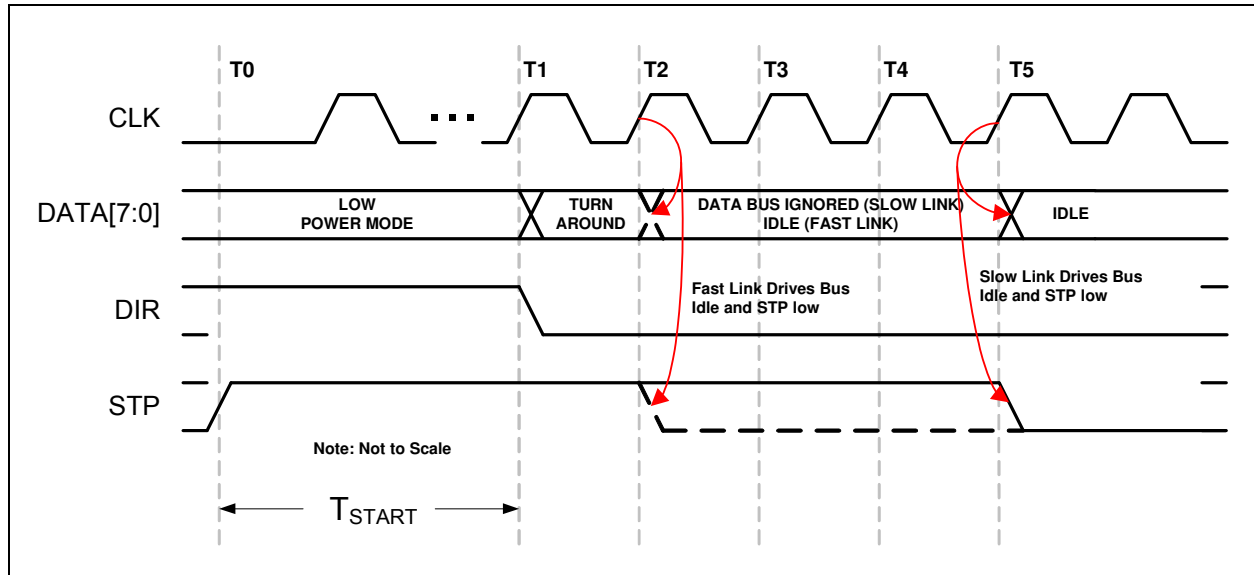 T0 T1 T2 T3 T4 T5
CLK
...
DATA[7:0]
LOW
POWER MODE
TURN
AROUND
DATA BUS IGNORED (SLOW LINK)
IDLE (FAST LINK)
IDLE
DIR
Fast Link Drives Bus
Idle and STP low
Slow Link Drives Bus
Idle and STP low
STP
Note: Not to Scale
TSTART